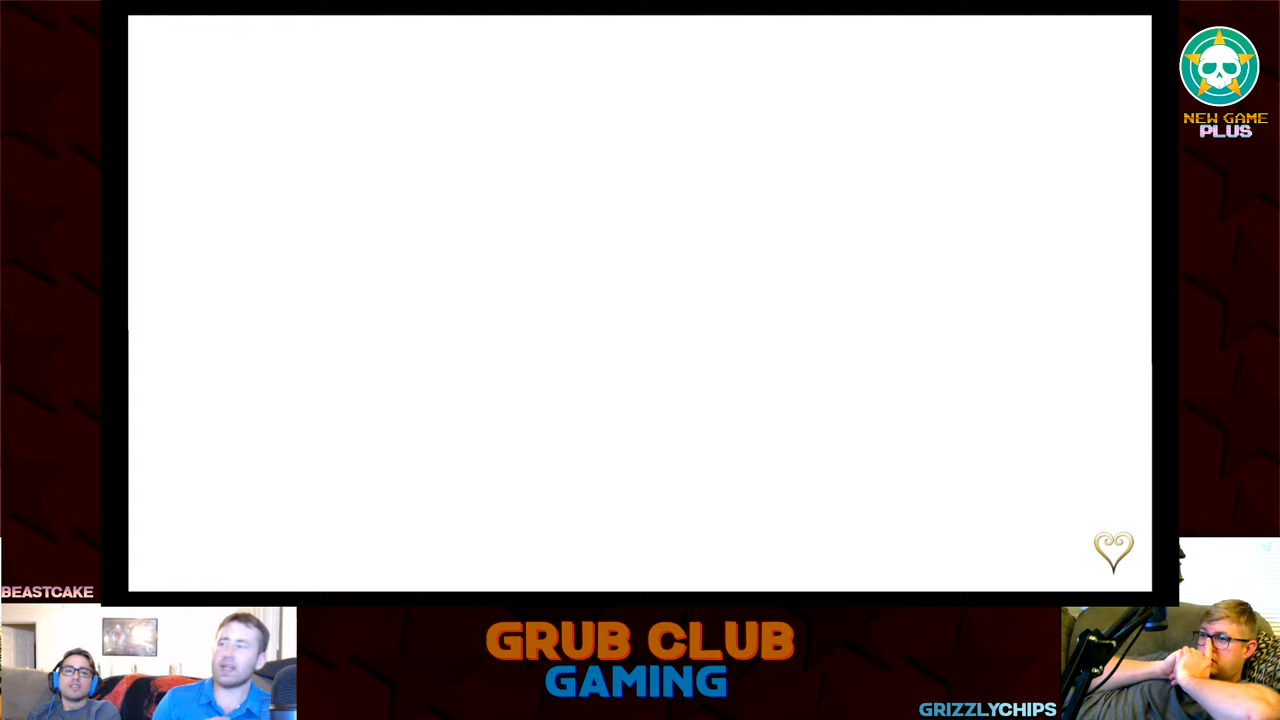 NEW GAME
PLUS
BEASTCAKE
GRUB CLUB
GAMING
GRIZZLYCHIPS